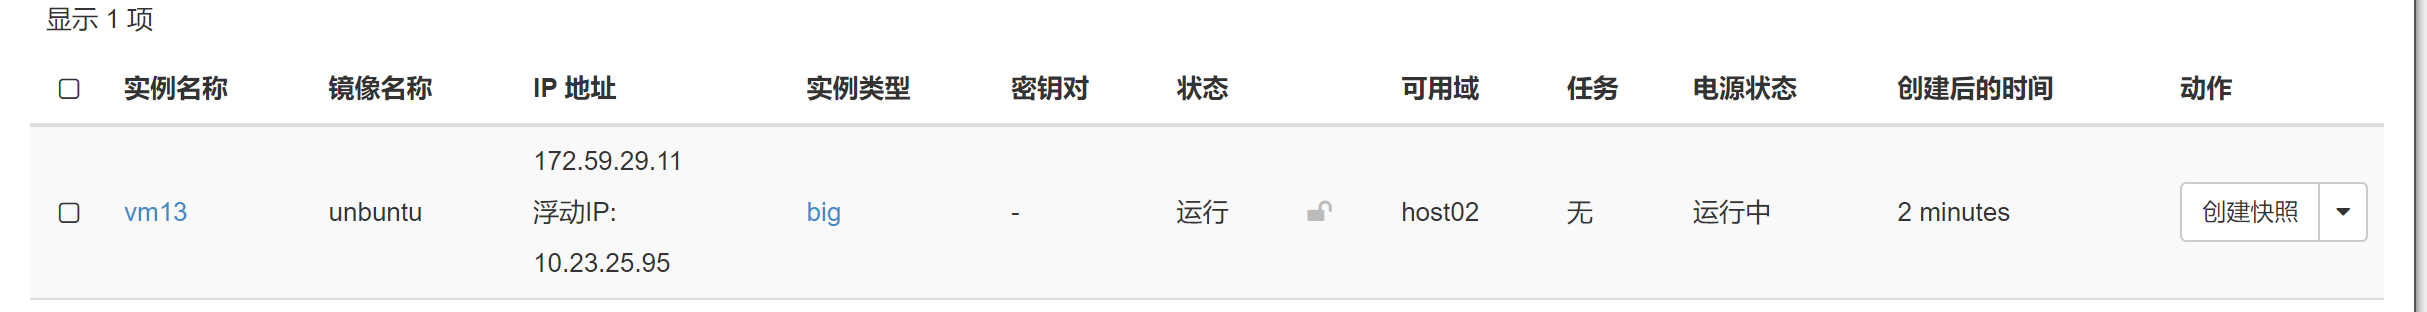 显示 1 项
实例名称 镜像名称 IP 地址 实例类型 密钥对 状态 可用域 任务 电源状态 创建后的时间 动作
172.59.29.11
vm13 unbuntu 浮动IP: big - 运行 host02 无 运行中 2 minutes 创建快照
10.23.25.95